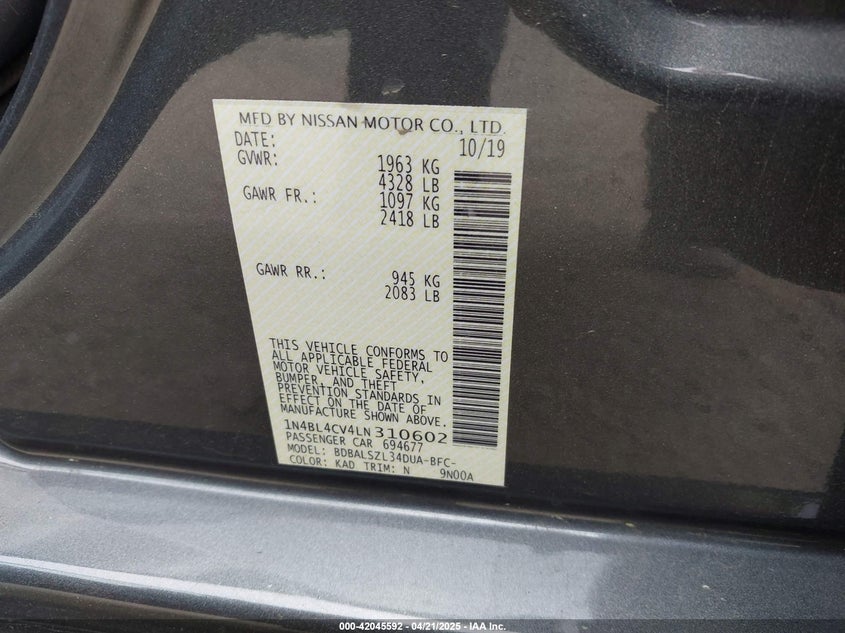 MFD BY NISSAN MOTOR CO., LTD.
DATE: 10/19
GVWR: 1963 KG
4328 LB
GAWR FR.: 1097 KG
2418 LB
GAWR RR.: 945 KG
2083 LB
THIS VEHICLE CONFORMS TO
ALL APPLICABLE FEDERAL
MOTOR VEHICLE SAFETY,
BUMPER, AND THEFT
PREVENTION STANDARDS IN
EFFECT ON THE DATE OF
MANUFACTURE SHOWN ABOVE.
1N4BL4CV4LN310602
PASSENGER CAR 694677
MODEL: BDBALSZL34DUA-BFC-
COLOR: KAD TRIM: N 9N00A
000-42045592 - 04/21/2025 - IAA Inc.